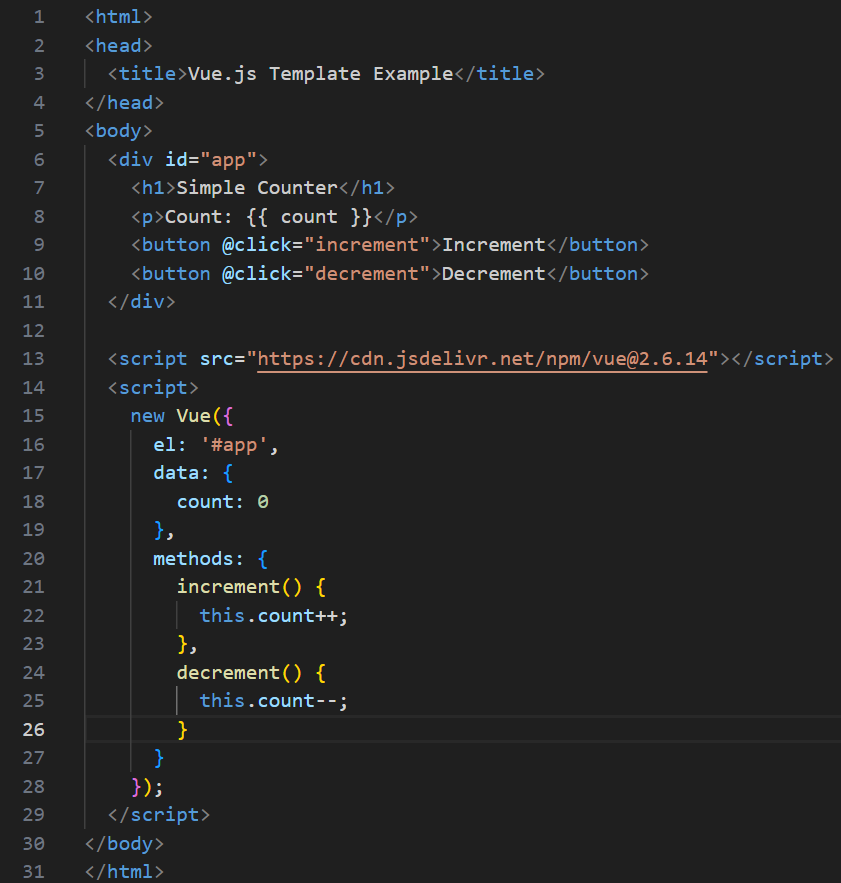 1 <html>
2 <head>
3   <title>Vue.js Template Example</title>
4 </head>
5 <body>
6   <div id="app">
7     <h1>Simple Counter</h1>
8     <p>Count: {{ count }}</p>
9     <button @click="increment">Increment</button>
10     <button @click="decrement">Decrement</button>
11   </div>
12
13   <script src="https://cdn.jsdelivr.net/npm/vue@2.6.14"></script>
14   <script>
15     new Vue({
16       el: '#app',
17       data: {
18         count: 0
19       },
20       methods: {
21         increment() {
22           this.count++;
23         },
24         decrement() {
25           this.count--;
26         }
27       }
28     });
29   </script>
30 </body>
31 </html>